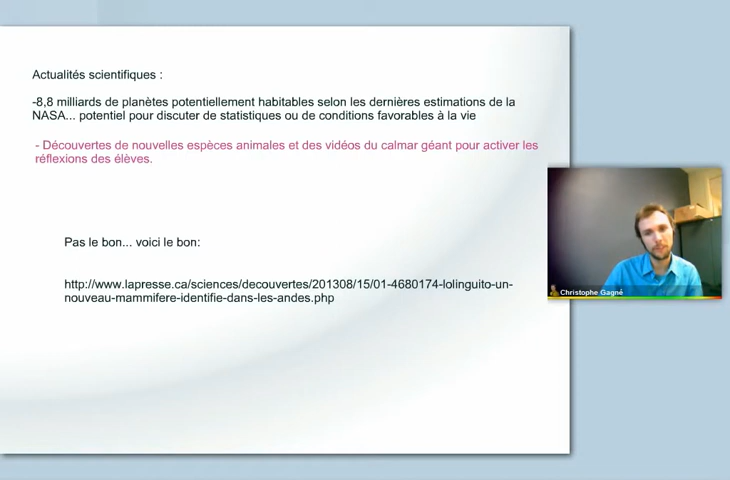 Actualités scientifiques :
-8,8 milliards de planètes potentiellement habitables selon les dernières estimations de la
NASA... potentiel pour discuter de statistiques ou de conditions favorables à la vie
- Découvertes de nouvelles espèces animales et des vidéos du calmar géant pour activer les
réflexions des élèves.
Pas le bon... voici le bon:
http://www.lapresse.ca/sciences/decouvertes/201308/15/01-4680174-lolinguito-un-
nouveau-mammifere-identifie-dans-les-andes.php
Christophe Gagné